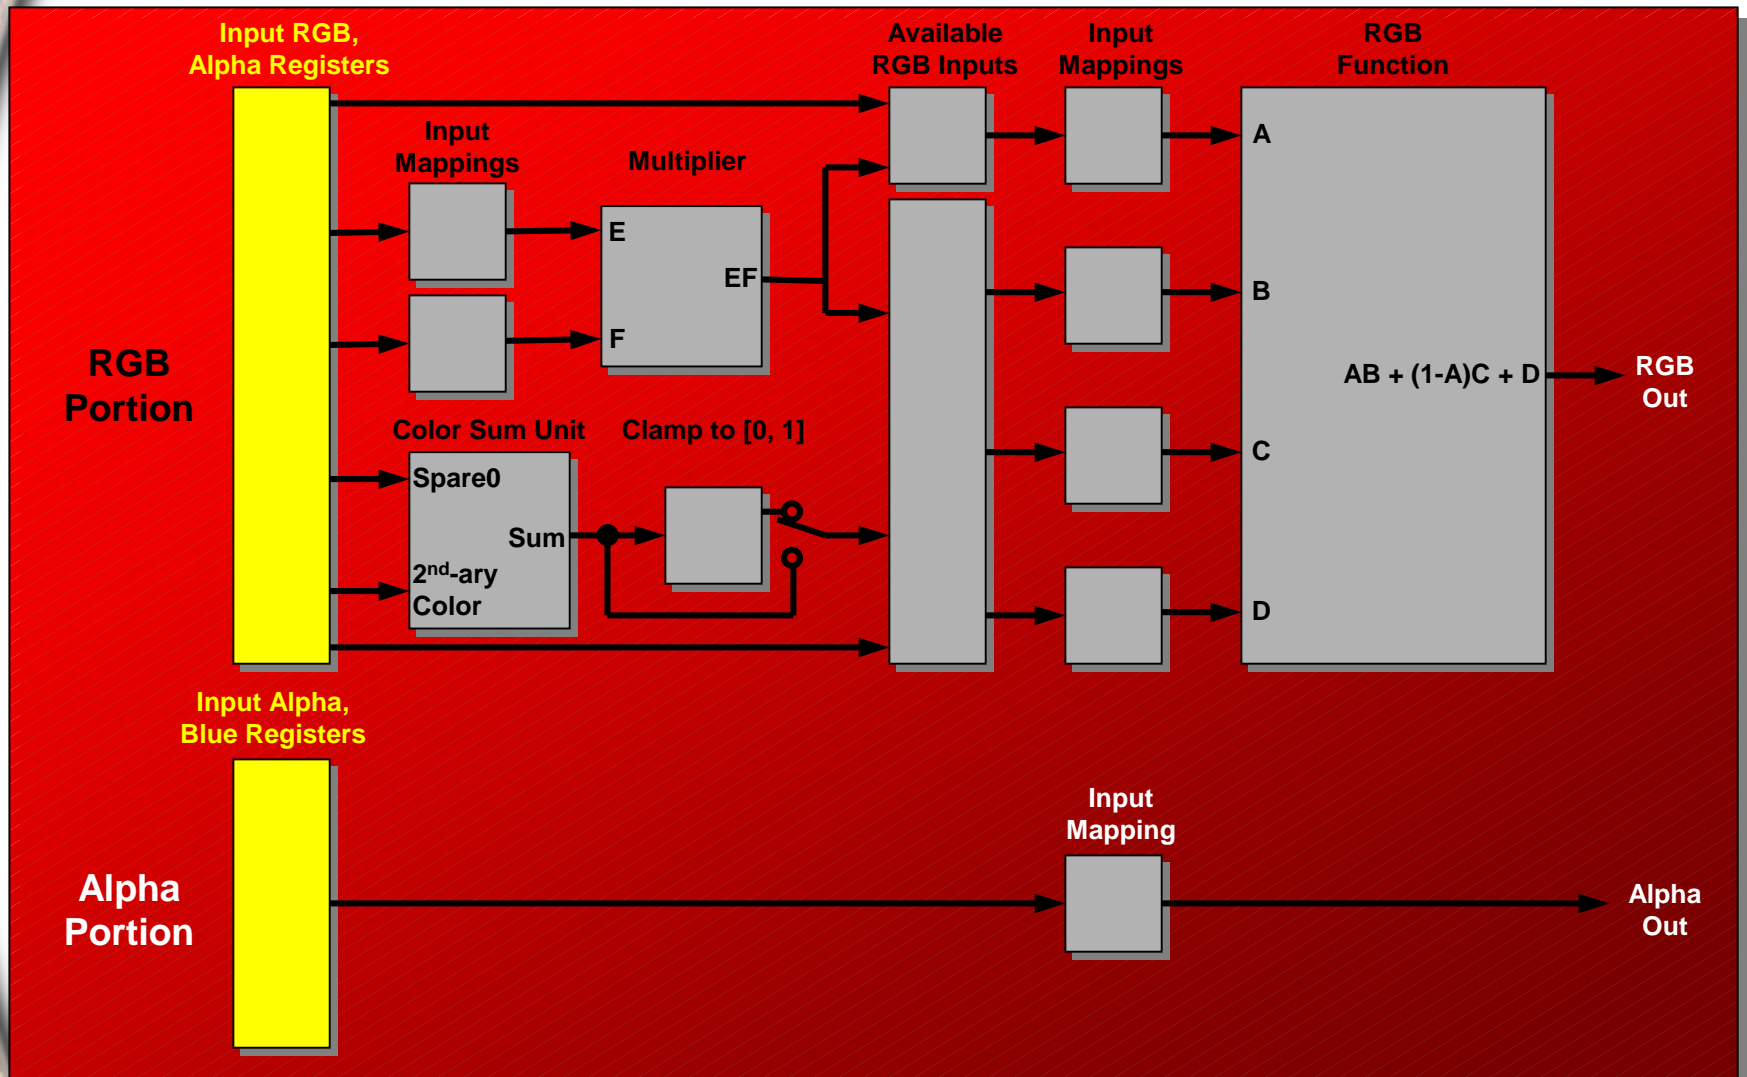 Input RGB,
Alpha Registers
Available
RGB Inputs
Input
Mappings
RGB
Function
Input
Mappings
Multiplier
A
E
EF
F
B
RGB
Portion
AB + (1-A)C + D
RGB
Out
Color Sum Unit
Clamp to [0, 1]
Spare0
Sum
2nd-ary
Color
C
D
Input Alpha,
Blue Registers
Input
Mapping
Alpha
Portion
Alpha
Out